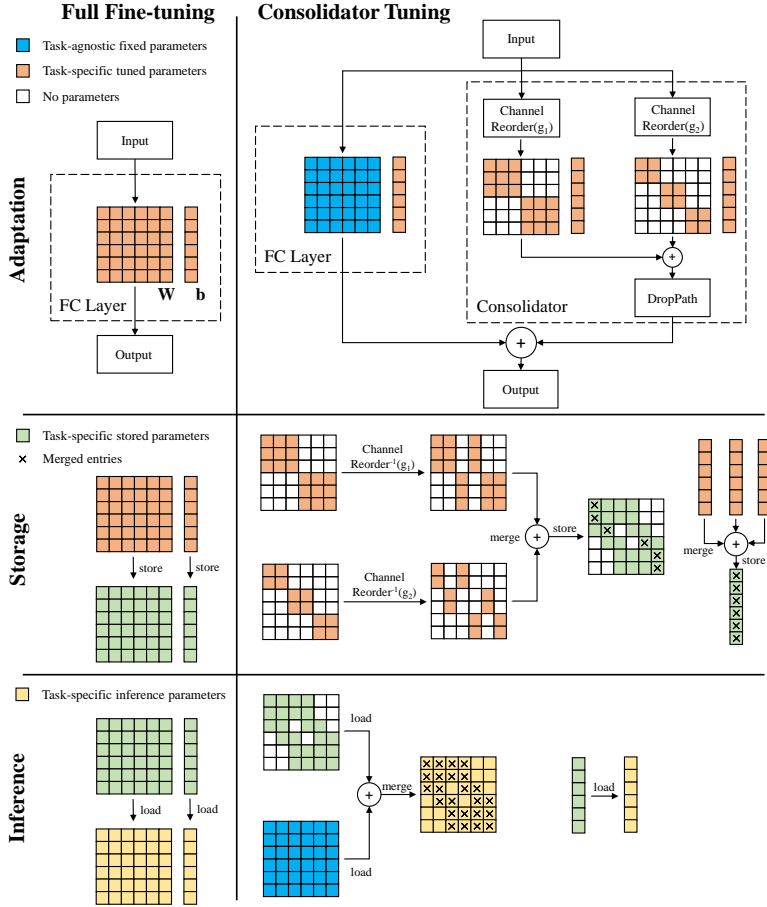 Full Fine-tuning
Consolidator Tuning
Task-agnostic fixed parameters
Task-specific tuned parameters
No parameters
Input
W
b
FC Layer
Output
Adaptation
Input
Channel
Reorder(g₁)
Channel
Reorder(g₂)
FC Layer
+
Consolidator
DropPath
+
Output
Task-specific stored parameters
× Merged entries
store
store
Storage
Channel
Reorder⁻¹(g₁)
Channel
Reorder⁻¹(g₂)
merge
+
store
merge
+
store
Task-specific inference parameters
load
load
Inference
load
+
merge
load
load